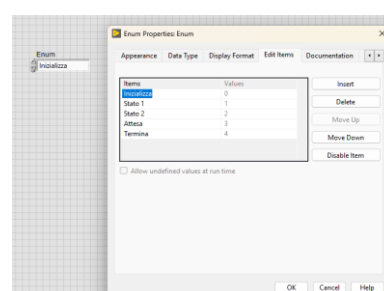 Enum Properties: Enum
Enum
Inizializza
Appearance Data Type Display Format Edit Items Documentation
Items Values
Inizializza 0
Stato 1 1
Stato 2 2
Attesa 3
Termina 4
Insert
Delete
Move Up
Move Down
Disable Item
Allow undefined values at run time
OK Cancel Help